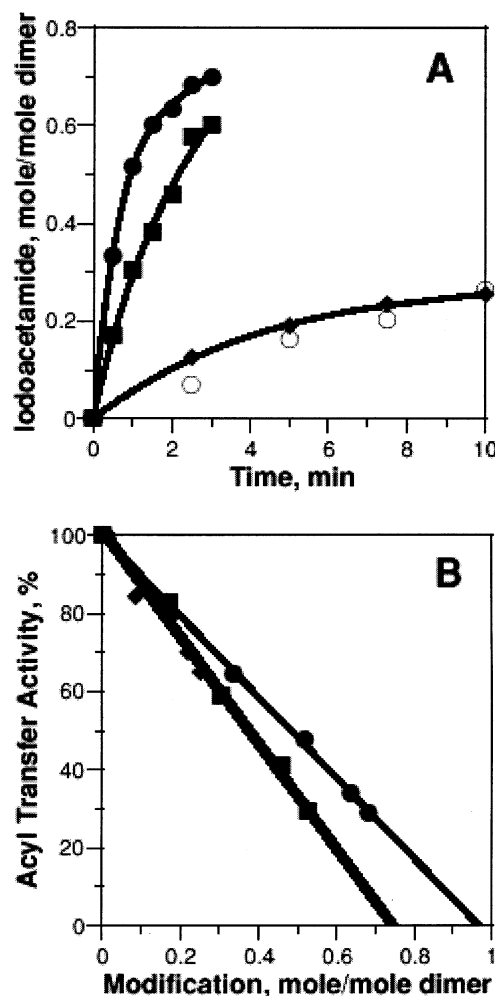 A
Iodoacetamide, mole/mole dimer
0.8
0.6
0.4
0.2
0
0 2 4 6 8 10
Time, min
B
Acyl Transfer Activity, %
100
80
60
40
20
0
0 0.2 0.4 0.6 0.8 1
Modification, mole/mole dimer